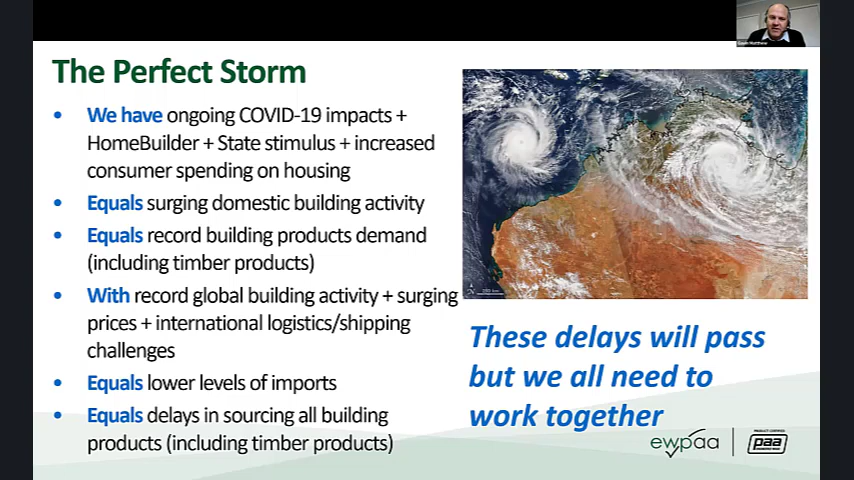 The Perfect Storm
• We have ongoing COVID-19 impacts +
HomeBuilder + State stimulus + increased
consumer spending on housing
• Equals surging domestic building activity
• Equals record building products demand
(including timber products)
• With record global building activity + surging
prices + international logistics/shipping
challenges
• Equals lower levels of imports
• Equals delays in sourcing all building
products (including timber products)
These delays will pass
but we all need to
work together
ewpaa
PRODUCT CERTIFIED
paa